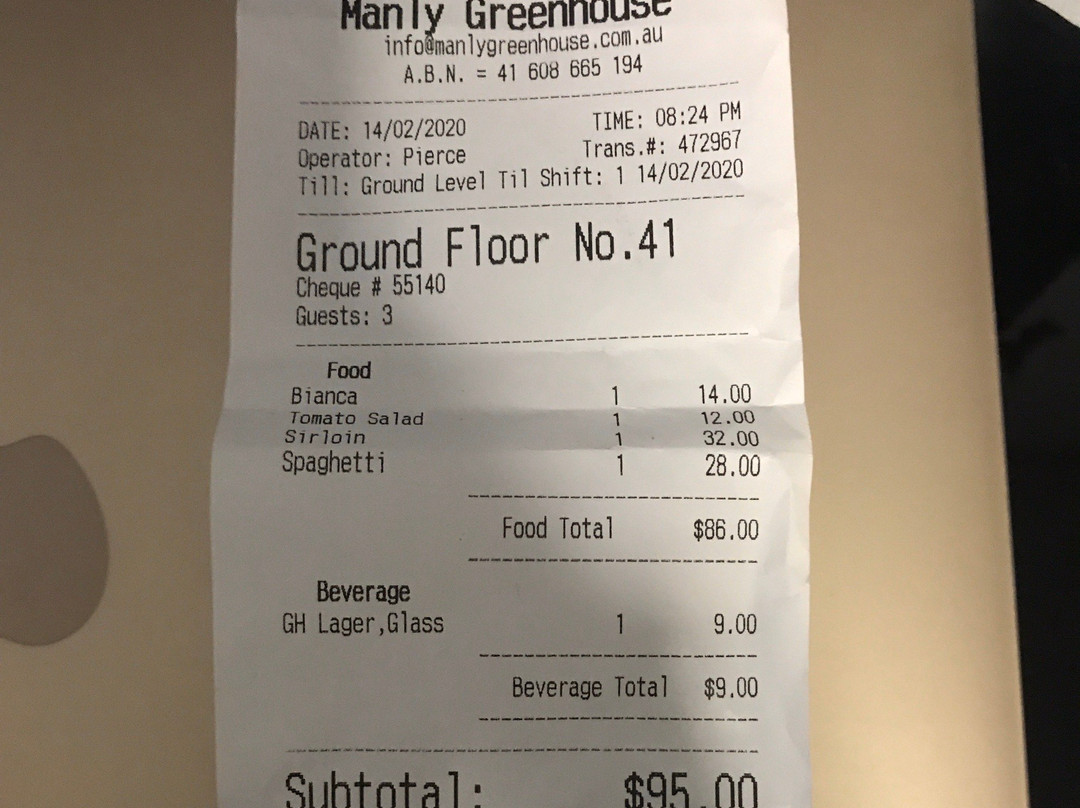 Manly Greenhouse
info@manlygreenhouse.com.au
A.B.N. = 41 608 665 194
DATE: 14/02/2020 TIME: 08:24 PM
Operator: Pierce Trans.#: 472967
Till: Ground Level Til Shift: 1 14/02/2020
Ground Floor No.41
Cheque # 55140
Guests: 3
Food
Bianca 1 14.00
Tomato Salad 1 12.00
Sirloin 1 32.00
Spaghetti 1 28.00
Food Total $86.00
Beverage
GH Lager,Glass 1 9.00
Beverage Total $9.00
Subtotal: $95.00